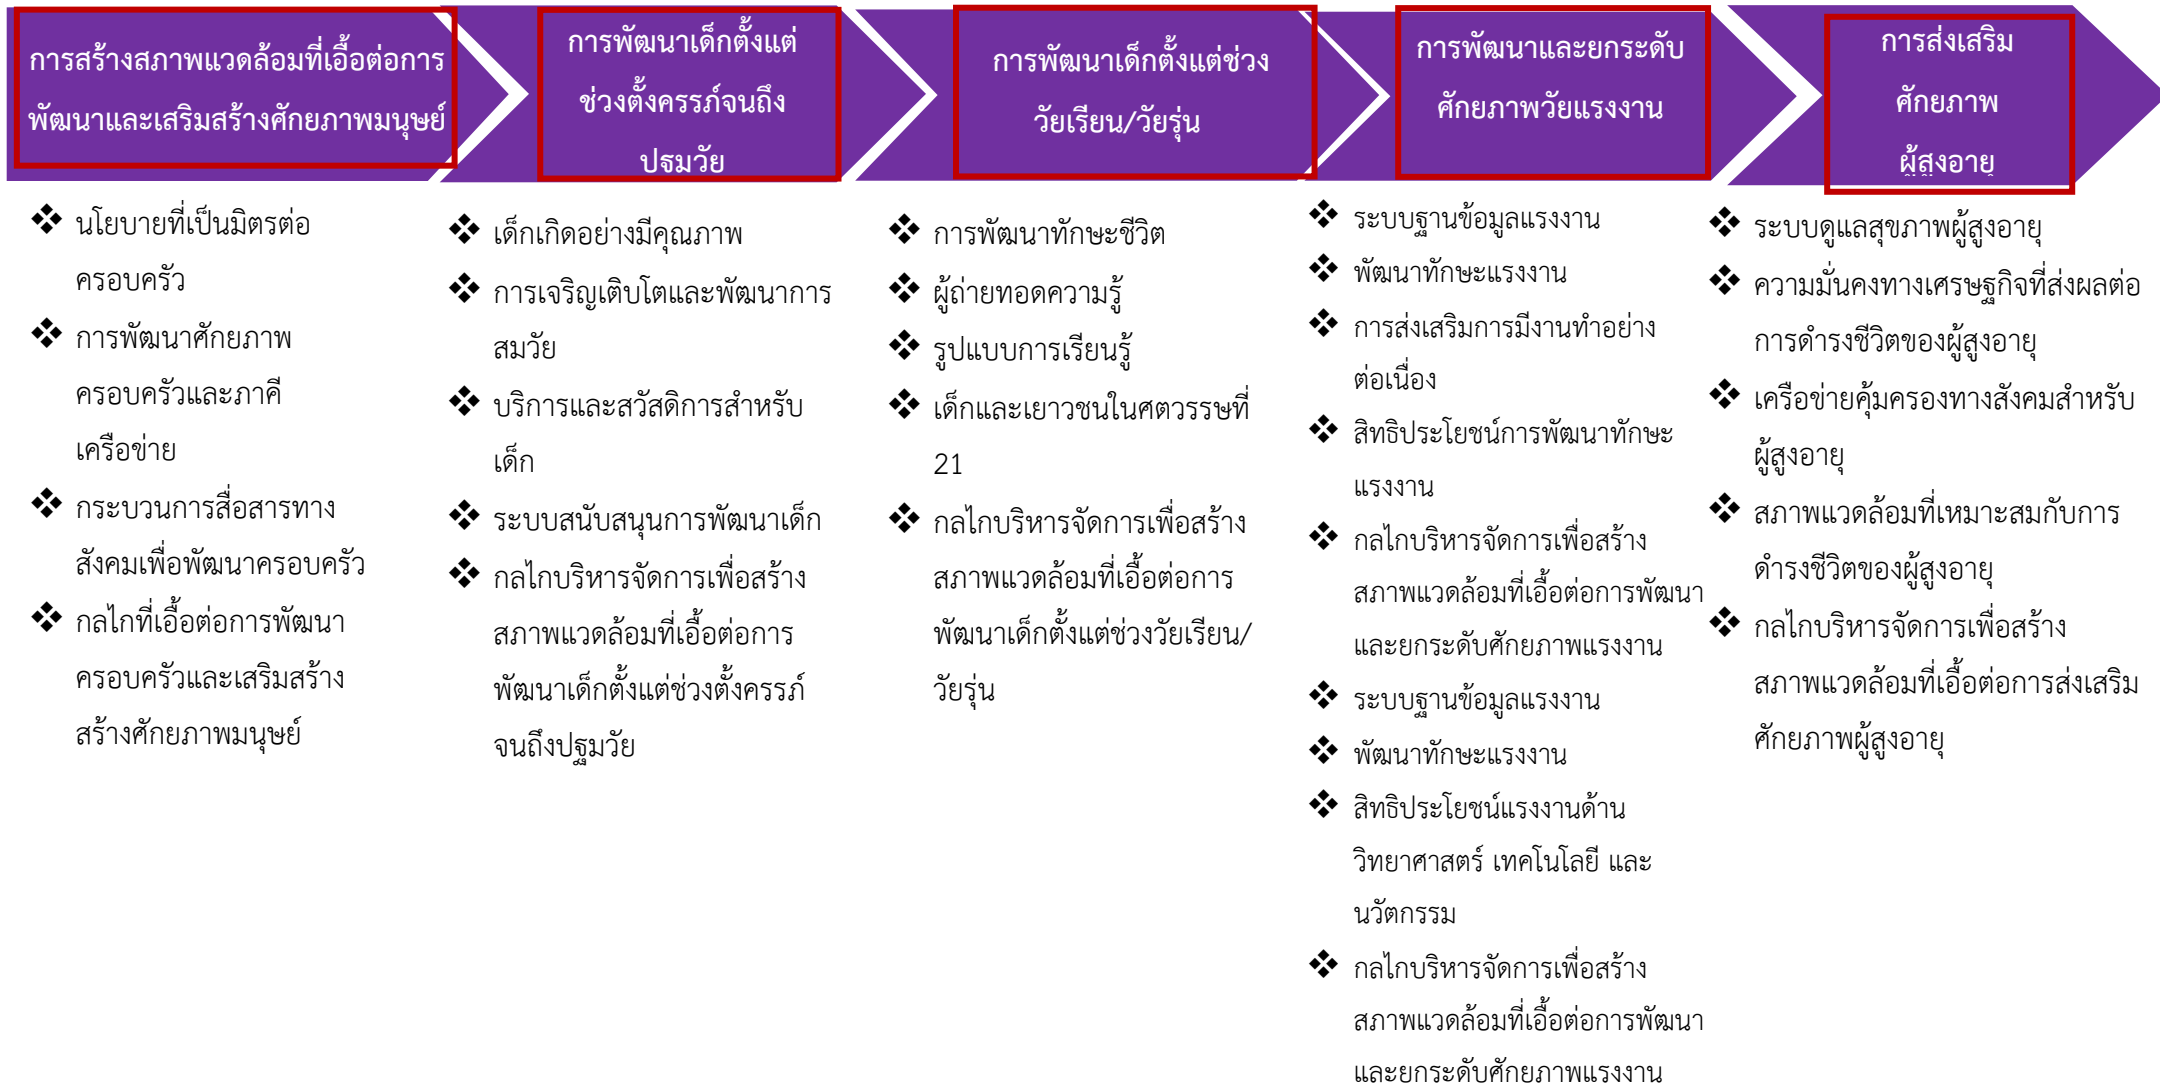 การสร้างสภาพแวดล้อมที่เอื้อต่อการ
พัฒนาและเสริมสร้างศักยภาพมนุษย์
การพัฒนาเด็กตั้งแต่
ช่วงตั้งครรภ์จนถึง
ปฐมวัย
การพัฒนาเด็กตั้งแต่ช่วง
วัยเรียน/วัยรุ่น
การพัฒนาและยกระดับ
ศักยภาพวัยแรงงาน
การส่งเสริม
ศักยภาพ
ผู้สูงอายุ
❖ นโยบายที่เป็นมิตรต่อ
ครอบครัว
❖ การพัฒนาศักยภาพ
ครอบครัวและภาคี
เครือข่าย
❖ กระบวนการสื่อสารทาง
สังคมเพื่อพัฒนาครอบครัว
❖ กลไกที่เอื้อต่อการพัฒนา
ครอบครัวและเสริมสร้าง
สร้างศักยภาพมนุษย์
❖ เด็กเกิดอย่างมีคุณภาพ
❖ การเจริญเติบโตและพัฒนาการ
สมวัย
❖ บริการและสวัสดิการสำหรับ
เด็ก
❖ ระบบสนับสนุนการพัฒนาเด็ก
❖ กลไกบริหารจัดการเพื่อสร้าง
สภาพแวดล้อมที่เอื้อต่อการ
พัฒนาเด็กตั้งแต่ช่วงตั้งครรภ์
จนถึงปฐมวัย
❖ การพัฒนาทักษะชีวิต
❖ ผู้ถ่ายทอดความรู้
❖ รูปแบบการเรียนรู้
❖ เด็กและเยาวชนในศตวรรษที่
21
❖ กลไกบริหารจัดการเพื่อสร้าง
สภาพแวดล้อมที่เอื้อต่อการ
พัฒนาเด็กตั้งแต่ช่วงวัยเรียน/
วัยรุ่น
❖ ระบบฐานข้อมูลแรงงาน
❖ พัฒนาทักษะแรงงาน
❖ การส่งเสริมการมีงานทำอย่าง
ต่อเนื่อง
❖ สิทธิประโยชน์การพัฒนาทักษะ
แรงงาน
❖ กลไกบริหารจัดการเพื่อสร้าง
สภาพแวดล้อมที่เอื้อต่อการพัฒนา
และยกระดับศักยภาพแรงงาน
❖ ระบบฐานข้อมูลแรงงาน
❖ พัฒนาทักษะแรงงาน
❖ สิทธิประโยชน์แรงงานด้าน
วิทยาศาสตร์ เทคโนโลยี และ
นวัตกรรม
❖ กลไกบริหารจัดการเพื่อสร้าง
สภาพแวดล้อมที่เอื้อต่อการพัฒนา
และยกระดับศักยภาพแรงงาน
❖ ระบบดูแลสุขภาพผู้สูงอายุ
❖ ความมั่นคงทางเศรษฐกิจที่ส่งผลต่อ
การดำรงชีวิตของผู้สูงอายุ
❖ เครือข่ายคุ้มครองทางสังคมสำหรับ
ผู้สูงอายุ
❖ สภาพแวดล้อมที่เหมาะสมกับการ
ดำรงชีวิตของผู้สูงอายุ
❖ กลไกบริหารจัดการเพื่อสร้าง
สภาพแวดล้อมที่เอื้อต่อการส่งเสริม
ศักยภาพผู้สูงอายุ